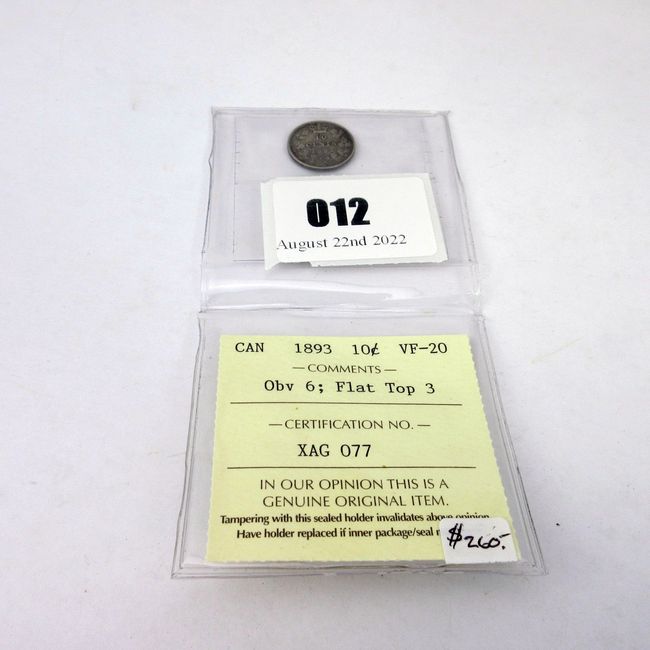 10
012
August 22nd 2022
CAN 1893 10¢ VF-20
— COMMENTS —
Obv 6; Flat Top 3
— CERTIFICATION NO. —
XAG 077
IN OUR OPINION THIS IS A
GENUINE ORIGINAL ITEM.
Tampering with this sealed holder invalidates above opinion.
Have holder replaced if inner package/seal
$260.-